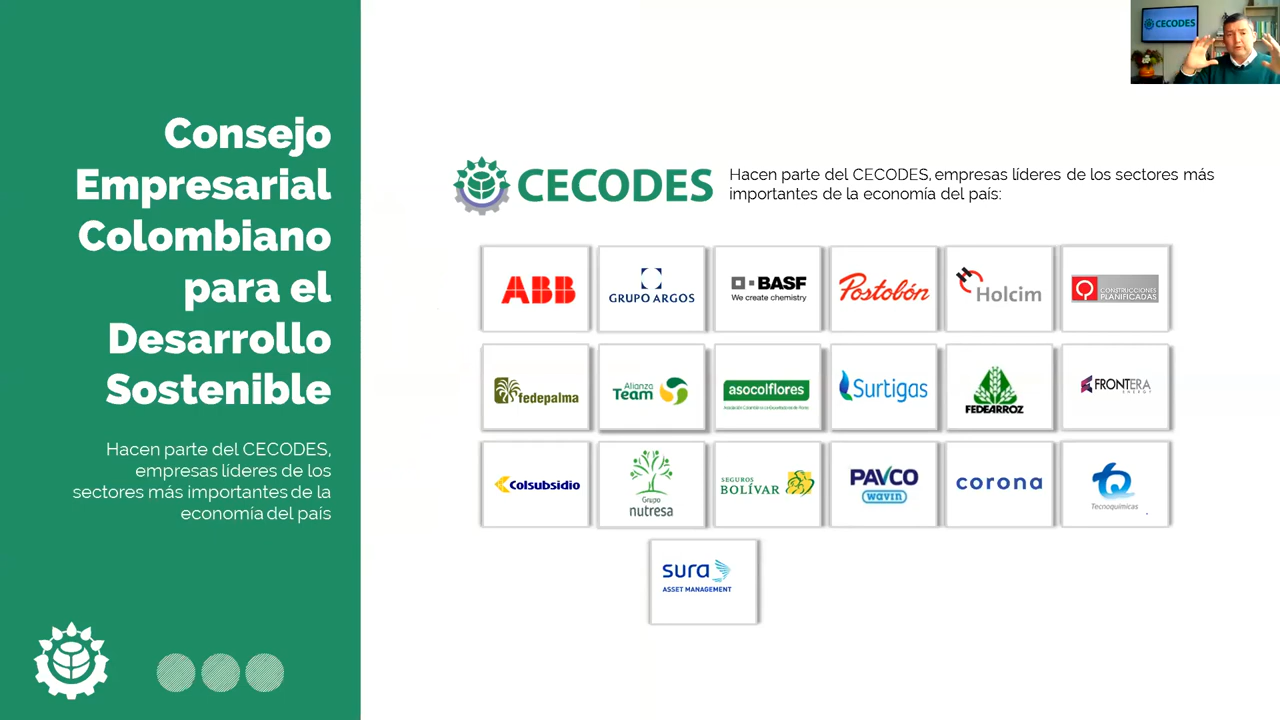 Consejo
Empresarial
Colombiano
para el
Desarrollo
Sostenible
Hacen parte del CECODES,
empresas líderes de los
sectores más importantes de la
economía del país
CECODES
CECODES
Hacen parte del CECODES, empresas líderes de los sectores más
importantes de la economía del país:
ABB
GRUPO ARGOS
BASF
We create chemistry
Postobón
Holcim
CONSTRUCCIONES
PLANIFICADAS
fedepalma
Alianza
Team
asocolflores
Surtigas
FEDEARROZ
FRONTERA
ENERGY
Colsubsidio
Grupo
nutresa
SEGUROS
BOLÍVAR
PAVCO
wavin
corona
Tecnoquímicas
sura
ASSET MANAGEMENT